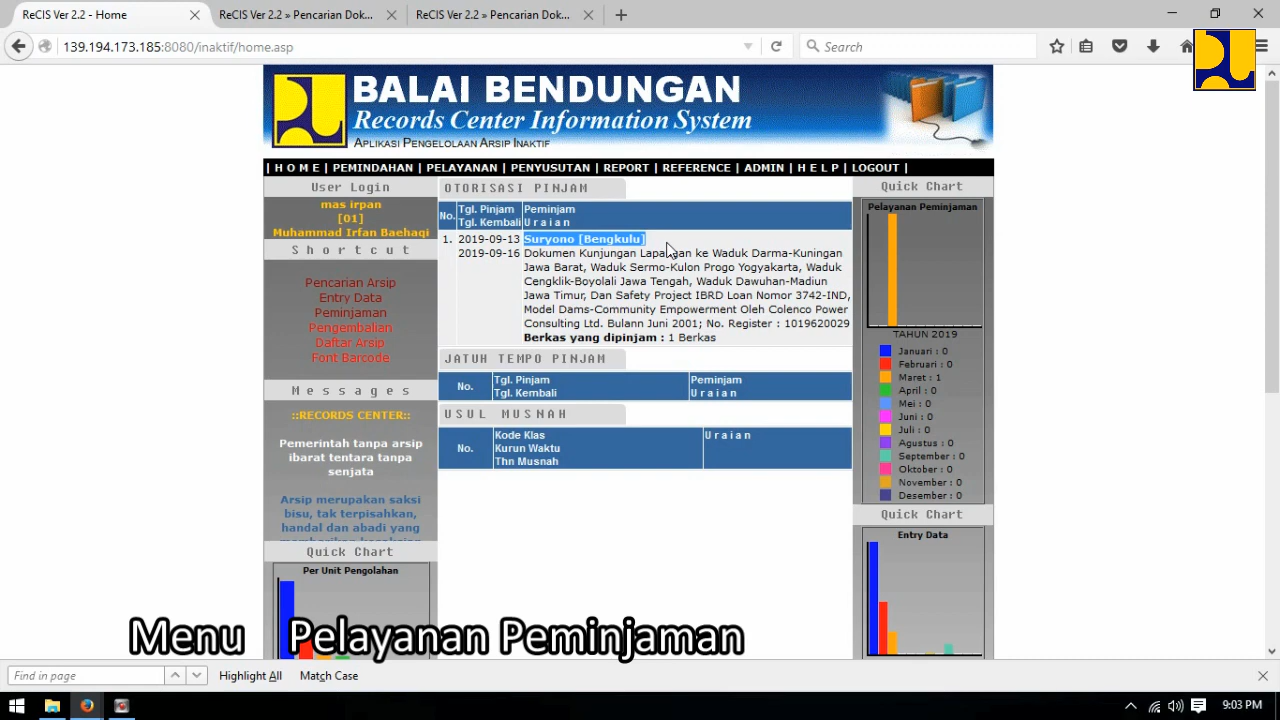 ReCIS Ver 2.2 - Home
ReCIS Ver 2.2 » Pencarian Dok...
ReCIS Ver 2.2 » Pencarian Dok...
139.194.173.185:8080/inaktif/home.asp
Search
BALAI BENDUNGAN
Records Center Information System
APLIKASI PENGELOLAAN ARSIP INAKTIF
| H O M E | PEMINDAHAN | PELAYANAN | PENYUSUTAN | REPORT | REFERENCE | ADMIN | H E L P | LOGOUT |
User Login
mas irpan
[01]
Muhammad Irfan Baehaqi
Shortcut
Pencarian Arsip
Entry Data
Peminjaman
Pengembalian
Daftar Arsip
Font Barcode
Messages
::RECORDS CENTER::
Pemerintah tanpa arsip
ibarat tentara tanpa
senjata
Arsip merupakan saksi
bisu, tak terpisahkan,
handal dan abadi yang
Quick Chart
Per Unit Pengolahan
OTORISASI PINJAM
No.
Tgl. Pinjam
Tgl. Kembali
Peminjam
U r a i a n
1.
2019-09-13
2019-09-16
Suryono [Bengkulu]
Dokumen Kunjungan Lapangan ke Waduk Darma-Kuningan
Jawa Barat, Waduk Sermo-Kulon Progo Yogyakarta, Waduk
Cengklik-Boyolali Jawa Tengah, Waduk Dawuhan-Madiun
Jawa Timur, Dan Safety Project IBRD Loan Nomor 3742-IND,
Model Dams-Community Empowerment Oleh Colenco Power
Consulting Ltd. Bulann Juni 2001; No. Register : 1019620029
Berkas yang dipinjam : 1 Berkas
JATUH TEMPO PINJAM
No.
Tgl. Pinjam
Tgl. Kembali
Peminjam
U r a i a n
USUL MUSNAH
No.
Kode Klas
Kurun Waktu
Thn Musnah
U r a i a n
Quick Chart
Pelayanan Peminjaman
TAHUN 2019
Januari : 0
Februari : 0
Maret : 1
April : 0
Mei : 0
Juni : 0
Juli : 0
Agustus : 0
September : 0
Oktober : 0
November : 0
Desember : 0
Quick Chart
Entry Data
Menu Pelayanan Peminjaman
Find in page
Highlight All
Match Case
9:03 PM